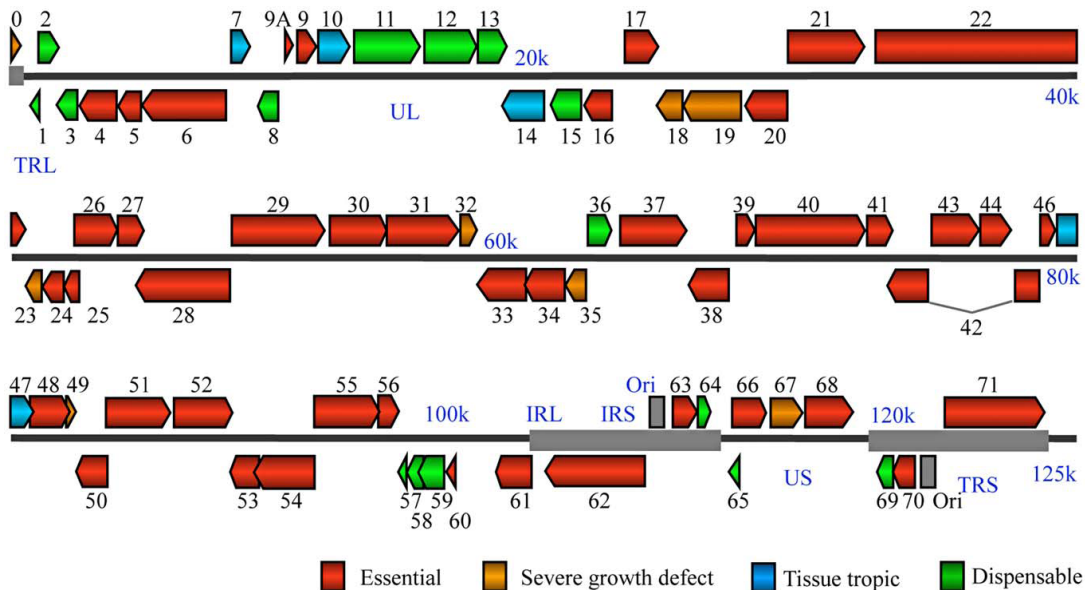 0 2 7 9A 9 10 11 12 13 17 21 22
20k
40k
UL
1 3 4 5 6 8 14 15 16 18 19 20
TRL
26 27 29 30 31 32 36 37 39 40 41 43 44 46
60k
80k
23 24 25 28 33 34 35 38 42
47 48 49 51 52 55 56 Ori 63 64 66 67 68 71
100k IRL IRS 120k
50 53 54 57 59 61 62 65 US 69 70 Ori TRS 125k
58 60
Essential Severe growth defect Tissue tropic Dispensable